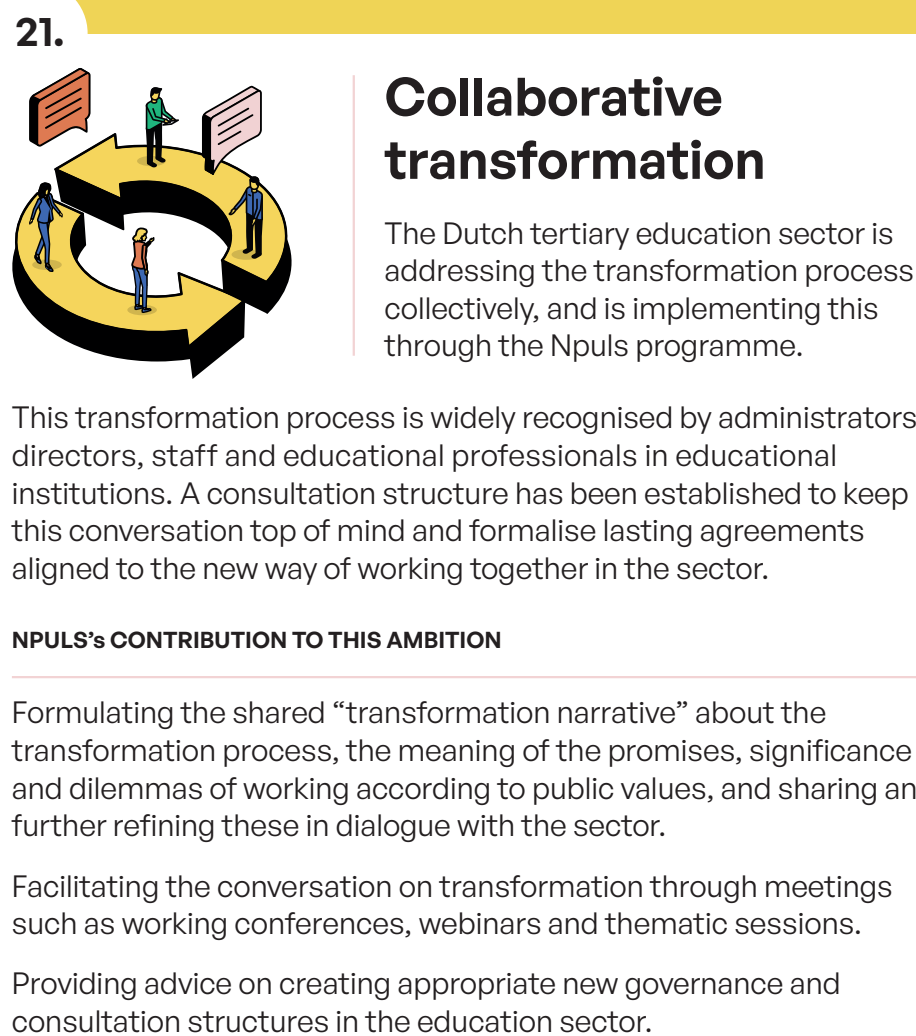 21.
Collaborative
transformation
The Dutch tertiary education sector is
addressing the transformation process
collectively, and is implementing this
through the Npuls programme.
This transformation process is widely recognised by administrators
directors, staff and educational professionals in educational
institutions. A consultation structure has been established to keep
this conversation top of mind and formalise lasting agreements
aligned to the new way of working together in the sector.
NPULS's CONTRIBUTION TO THIS AMBITION
Formulating the shared “transformation narrative” about the
transformation process, the meaning of the promises, significance
and dilemmas of working according to public values, and sharing an
further refining these in dialogue with the sector.
Facilitating the conversation on transformation through meetings
such as working conferences, webinars and thematic sessions.
Providing advice on creating appropriate new governance and
consultation structures in the education sector.